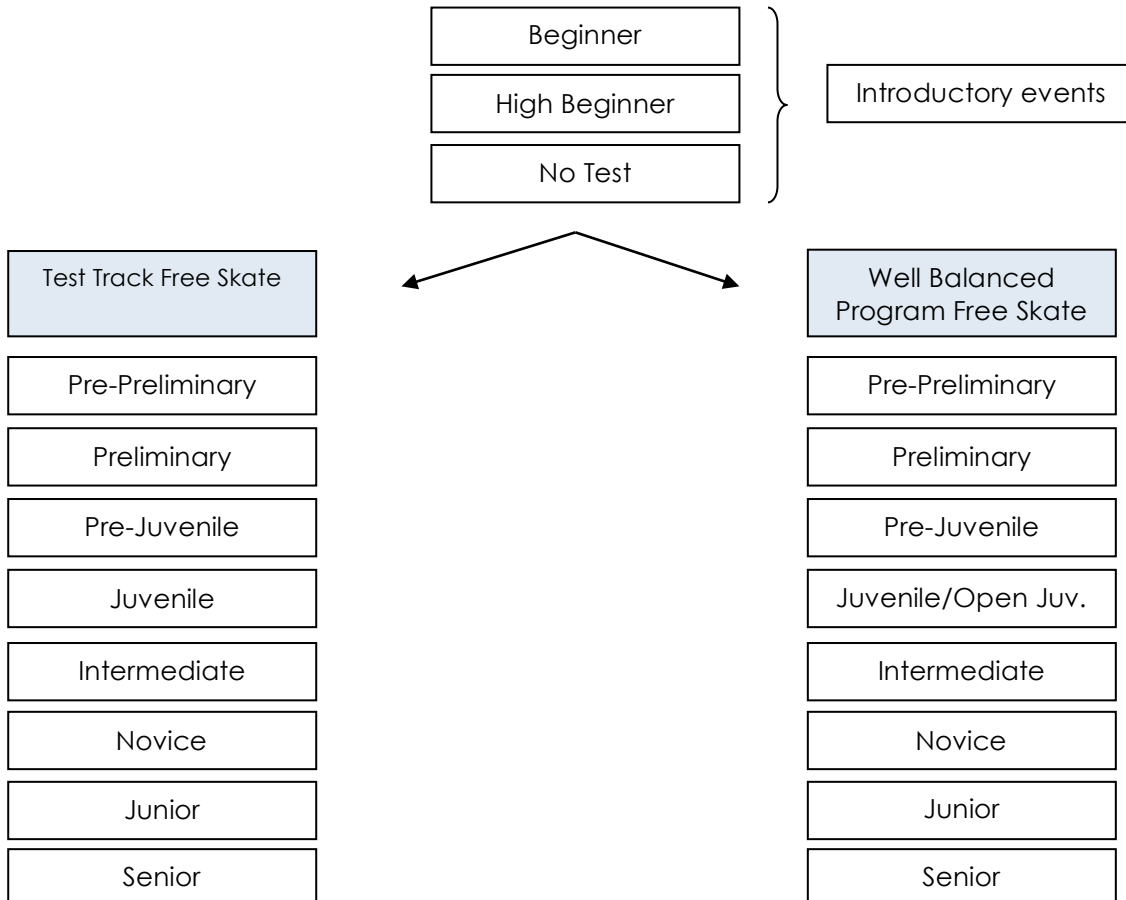 Beginner
High Beginner
Introductory events
No Test
Test Track Free Skate
Well Balanced
Program Free Skate
Pre-Preliminary
Preliminary
Pre-Juvenile
Juvenile
Intermediate
Novice
Junior
Senior
Pre-Preliminary
Preliminary
Pre-Juvenile
Juvenile/Open Juv.
Intermediate
Novice
Junior
Senior